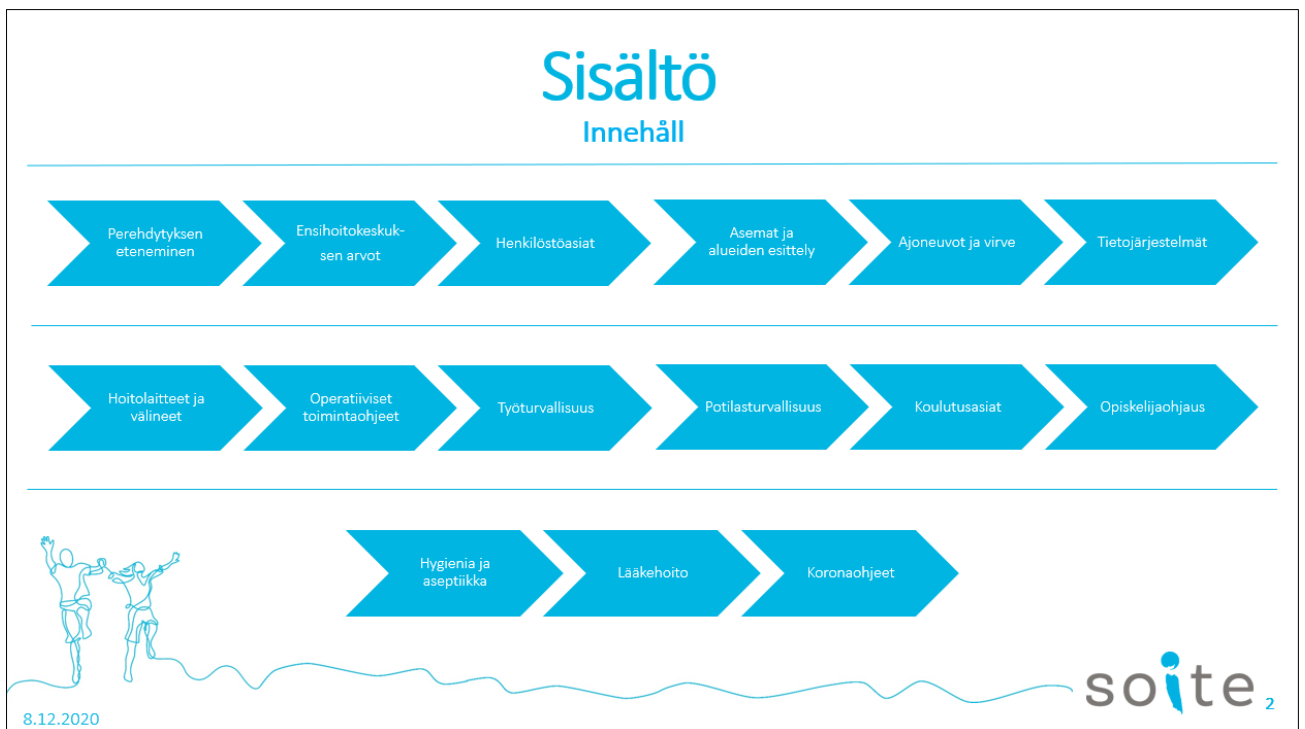 Sisältö
Innehåll
Perehdytyksen
eteneminen
Ensihoitokeskuk-
sen arvot
Henkilöstöasiat
Asemat ja
alueiden esittely
Ajoneuvot ja virve
Tietojärjestelmät
Hoitolaitteet ja
välineet
Operatiiviset
toimintaohjeet
Työturvallisuus
Potilasturvallisuus
Koulutusasiat
Opiskelijaohjaus
Hygienia ja
aseptiikka
Lääkehoito
Koronaohjeet
soite
2
8.12.2020